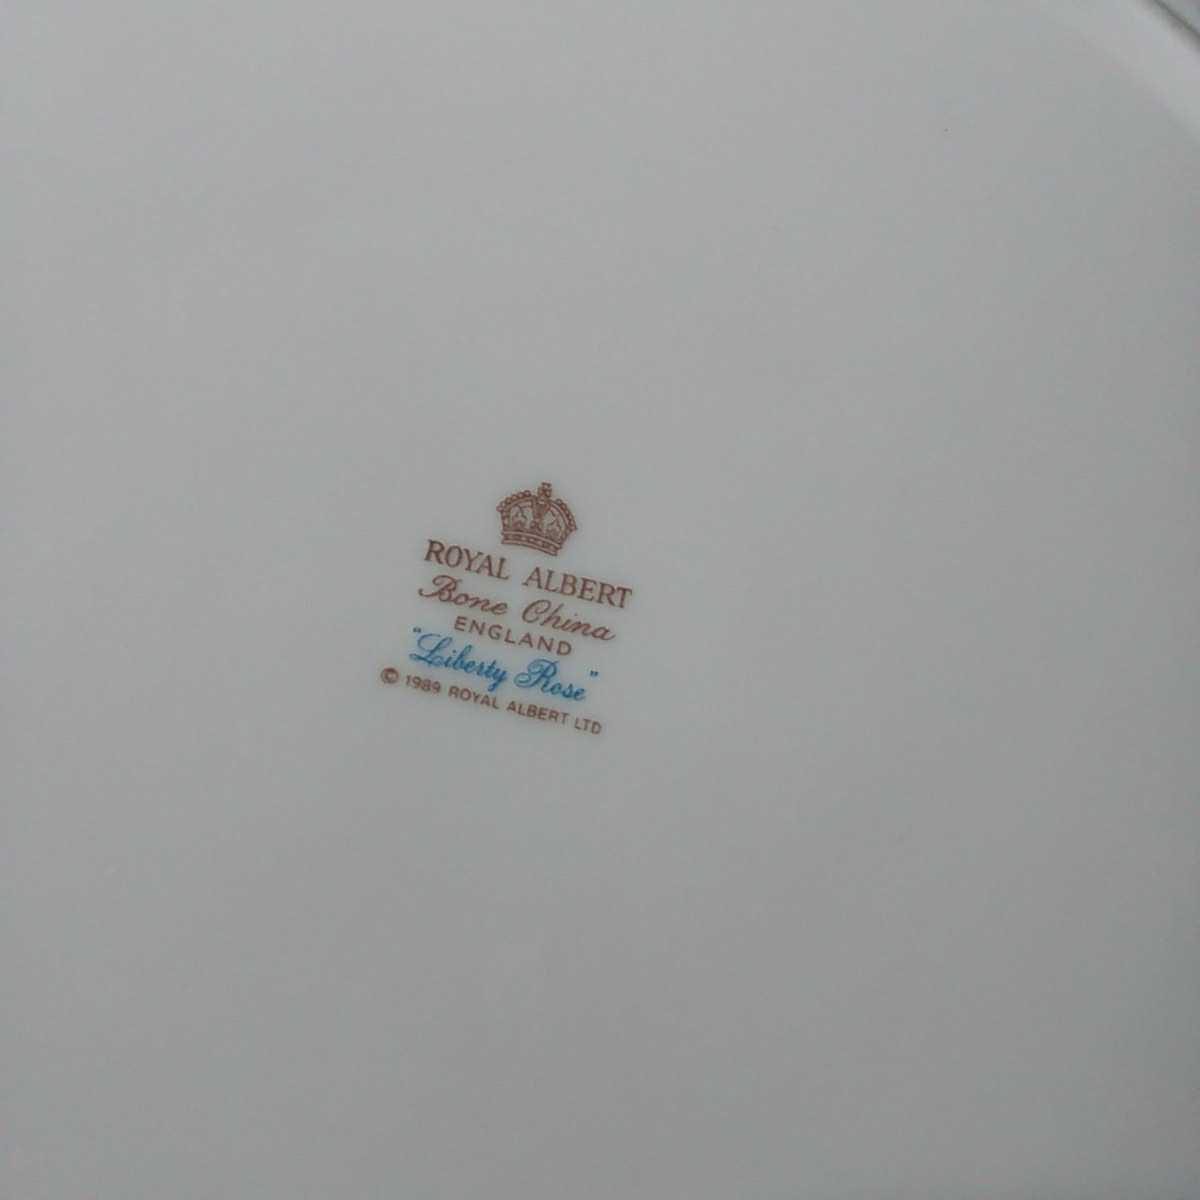 ROYAL ALBERT
Bone China
ENGLAND
"Liberty Rose"
© 1989 ROYAL ALBERT LTD